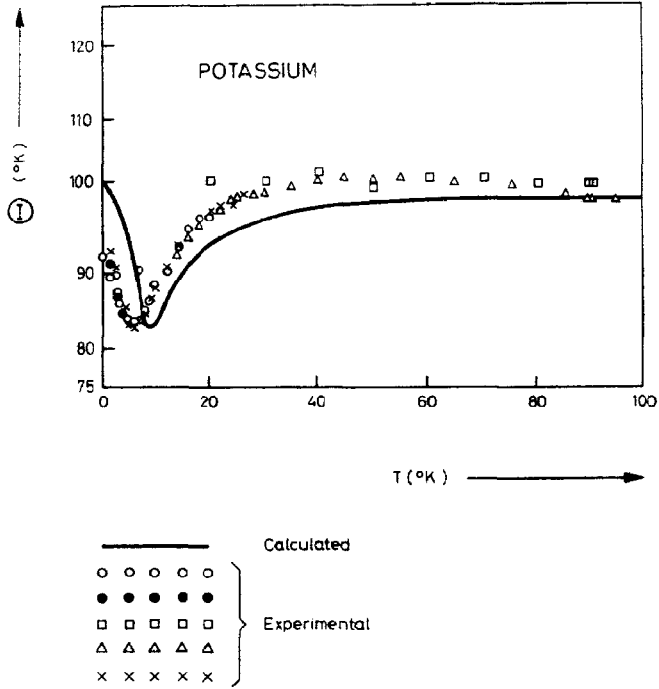 120
POTASSIUM
110
(°K)
100
Θ
90
80
75
0 20 40 60 80 100
T (°K)
Calculated
Experimental